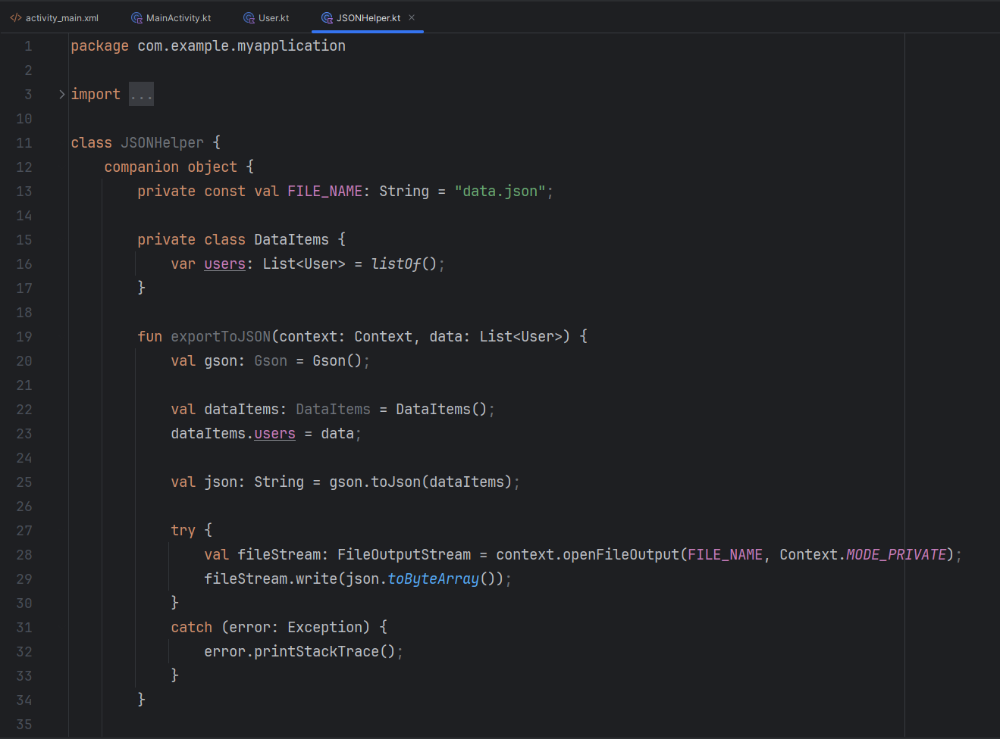 activity_main.xml MainActivity.kt User.kt JSONHelper.kt
1 package com.example.myapplication
2
3 import ...
10
11 class JSONHelper {
12 companion object {
13 private const val FILE_NAME: String = "data.json";
14
15 private class DataItems {
16 var users: List<User> = listOf();
17 }
18
19 fun exportToJSON(context: Context, data: List<User>) {
20 val gson: Gson = Gson();
21
22 val dataItems: DataItems = DataItems();
23 dataItems.users = data;
24
25 val json: String = gson.toJson(dataItems);
26
27 try {
28 val fileStream: FileOutputStream = context.openFileOutput(FILE_NAME, Context.MODE_PRIVATE);
29 fileStream.write(json.toByteArray());
30 }
31 catch (error: Exception) {
32 error.printStackTrace();
33 }
34 }
35